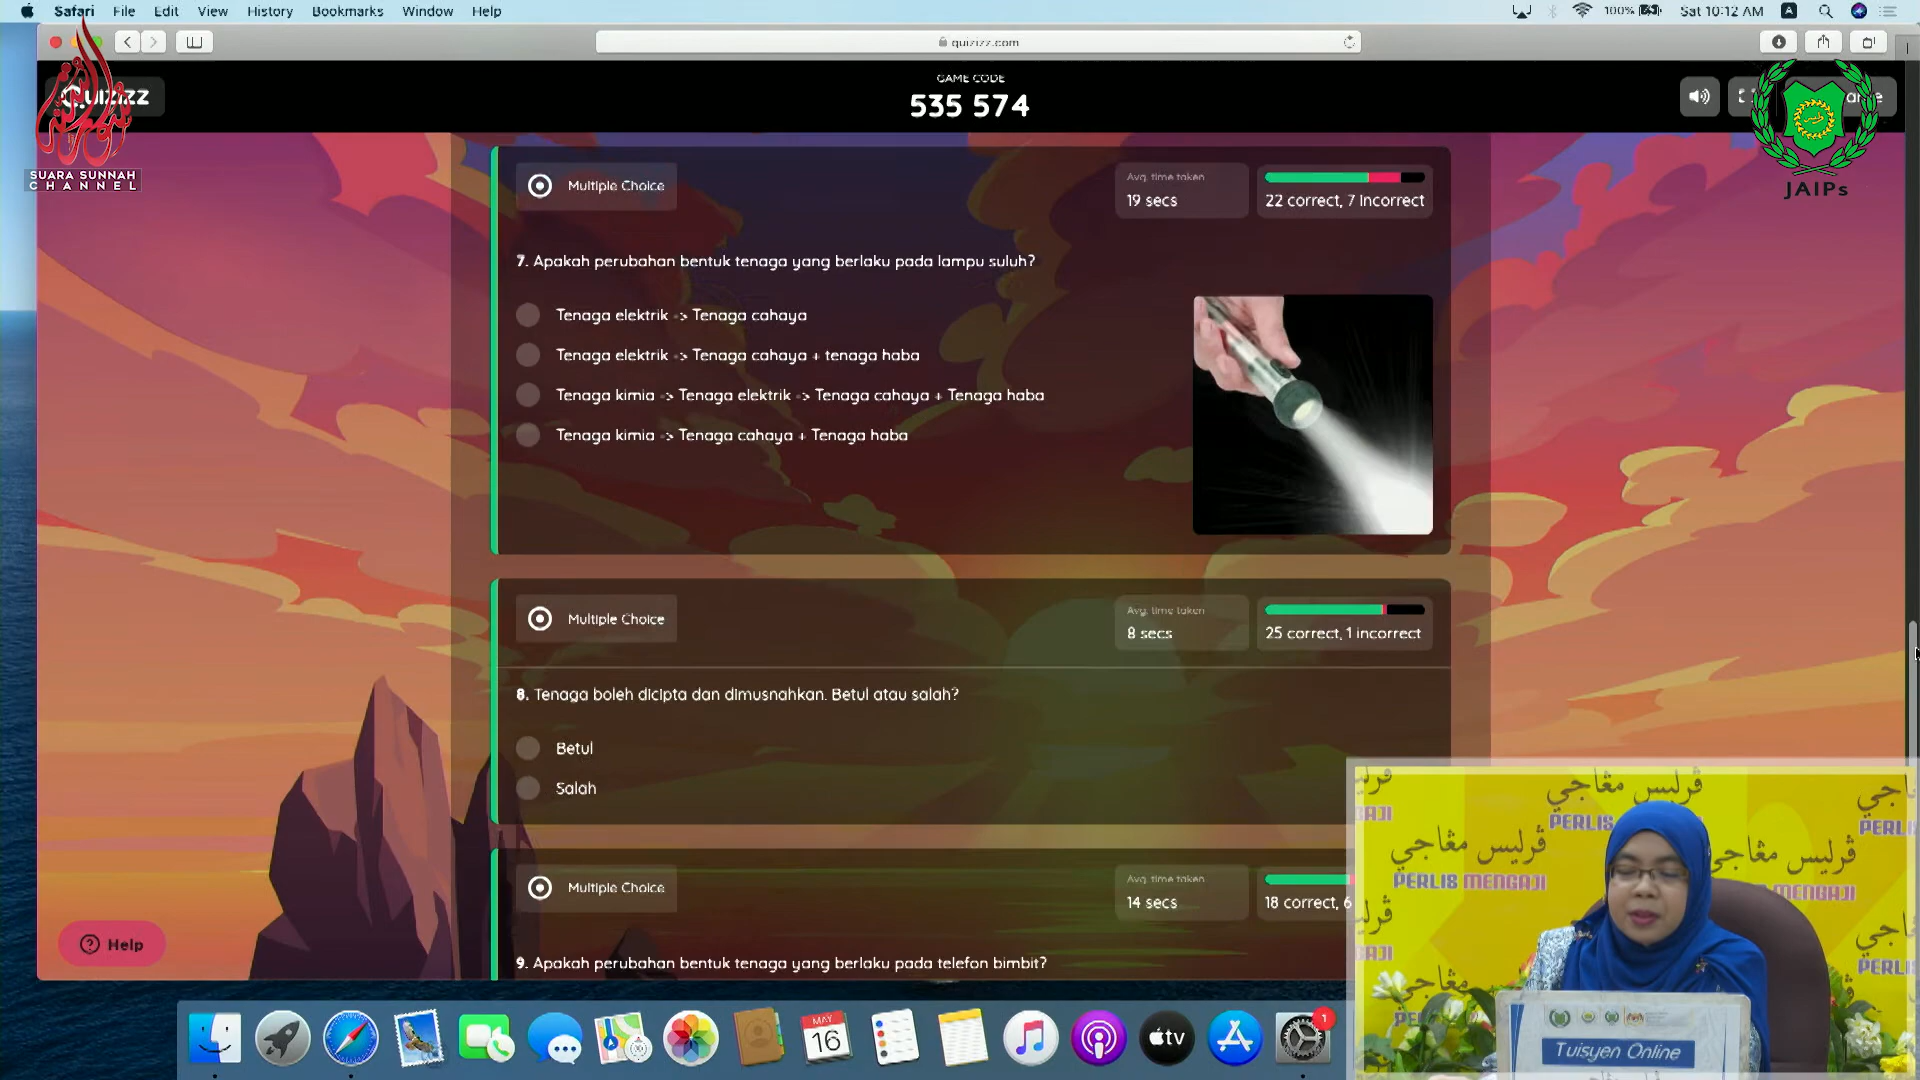 Safari File Edit View History Bookmarks Window Help
100% Sat 10:12 AM A
quizizz.com
QUIZIZZ
GAME CODE
535 574
SUARA SUNNAH
CHANNEL
JAIPs
Multiple Choice
Avg. time taken
19 secs
22 correct, 7 Incorrect
7. Apakah perubahan bentuk tenaga yang berlaku pada lampu suluh?
Tenaga elektrik -> Tenaga cahaya
Tenaga elektrik -> Tenaga cahaya + tenaga haba
Tenaga kimia -> Tenaga elektrik -> Tenaga cahaya + Tenaga haba
Tenaga kimia -> Tenaga cahaya + Tenaga haba
Multiple Choice
Avg. time taken
8 secs
25 correct, 1 incorrect
8. Tenaga boleh dicipta dan dimusnahkan. Betul atau salah?
Betul
Salah
Multiple Choice
Avg. time taken
14 secs
18 correct, 6
9. Apakah perubahan bentuk tenaga yang berlaku pada telefon bimbit?
Help
ڤرليس مڠاجي
PERLIS MENGAJI
MAY
16
tv
1
Tuisyen Online